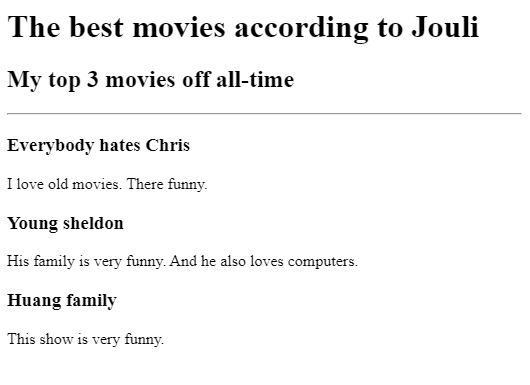 The best movies according to Jouli
My top 3 movies off all-time
Everybody hates Chris
I love old movies. There funny.
Young sheldon
His family is very funny. And he also loves computers.
Huang family
This show is very funny.